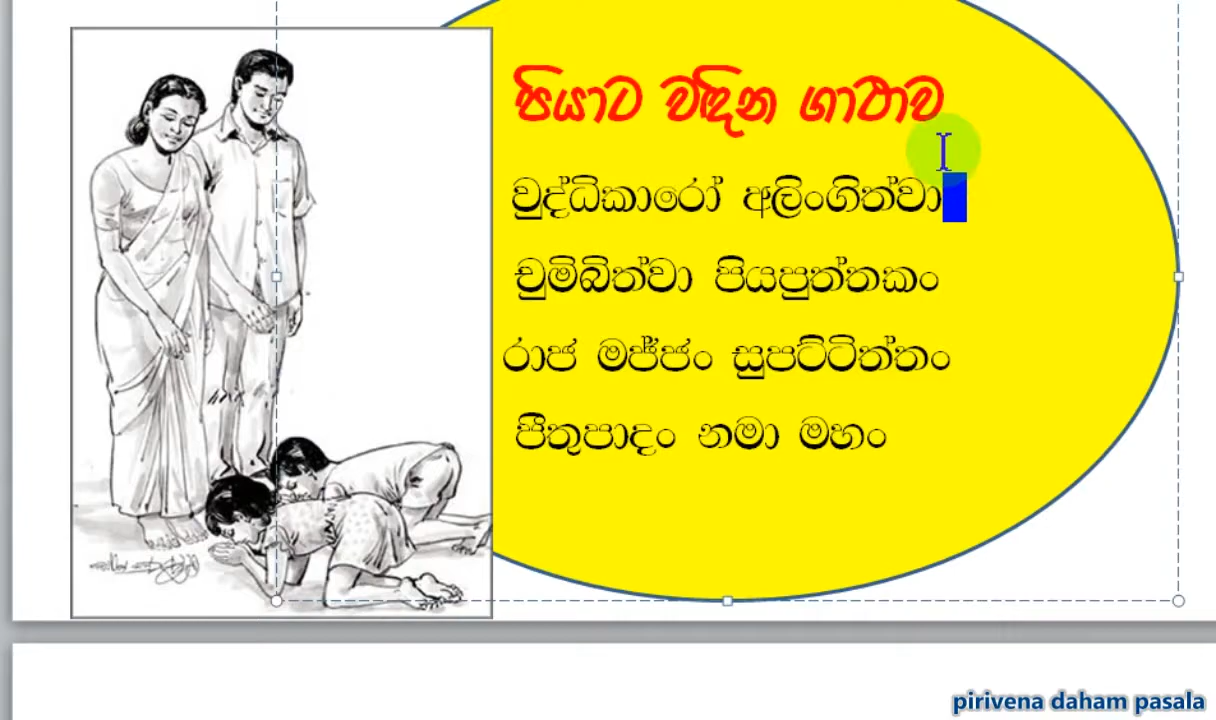 පියාට වඳින ගාථාව
වුද්ධිකාරෝ අලිංගිත්වා
චුම්බිත්වා පියපුත්තකං
රාජ මජ්ජං සුපට්ටිත්තං
පීතුපාදං නමා මහං
pirivena daham pasala